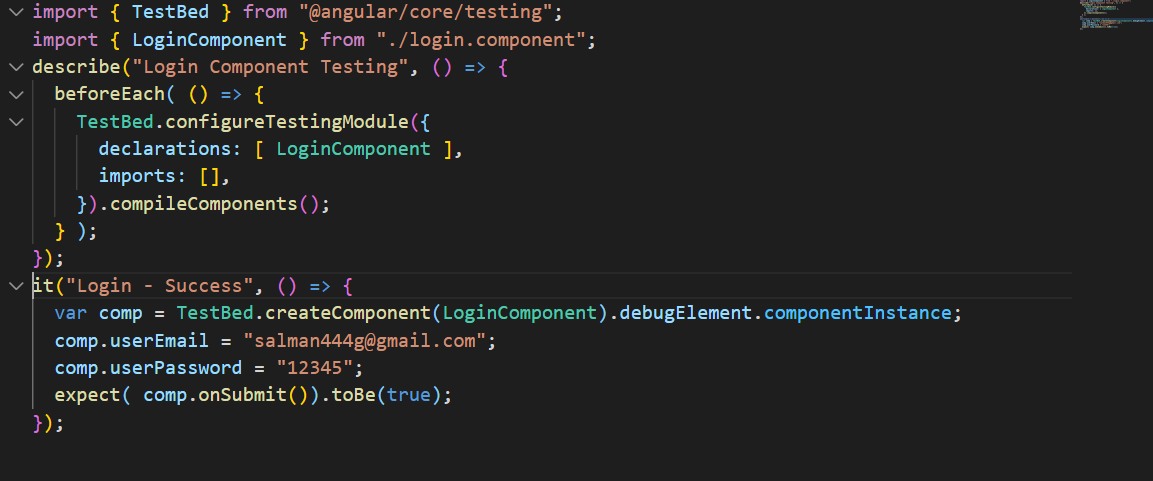 import { TestBed } from "@angular/core/testing";
import { LoginComponent } from "./login.component";
describe("Login Component Testing", () => {
  beforeEach( () => {
    TestBed.configureTestingModule({
      declarations: [ LoginComponent ],
      imports: [],
    }).compileComponents();
  } );
});
it("Login - Success", () => {
  var comp = TestBed.createComponent(LoginComponent).debugElement.componentInstance;
  comp.userEmail = "salman444g@gmail.com";
  comp.userPassword = "12345";
  expect( comp.onSubmit()).toBe(true);
});